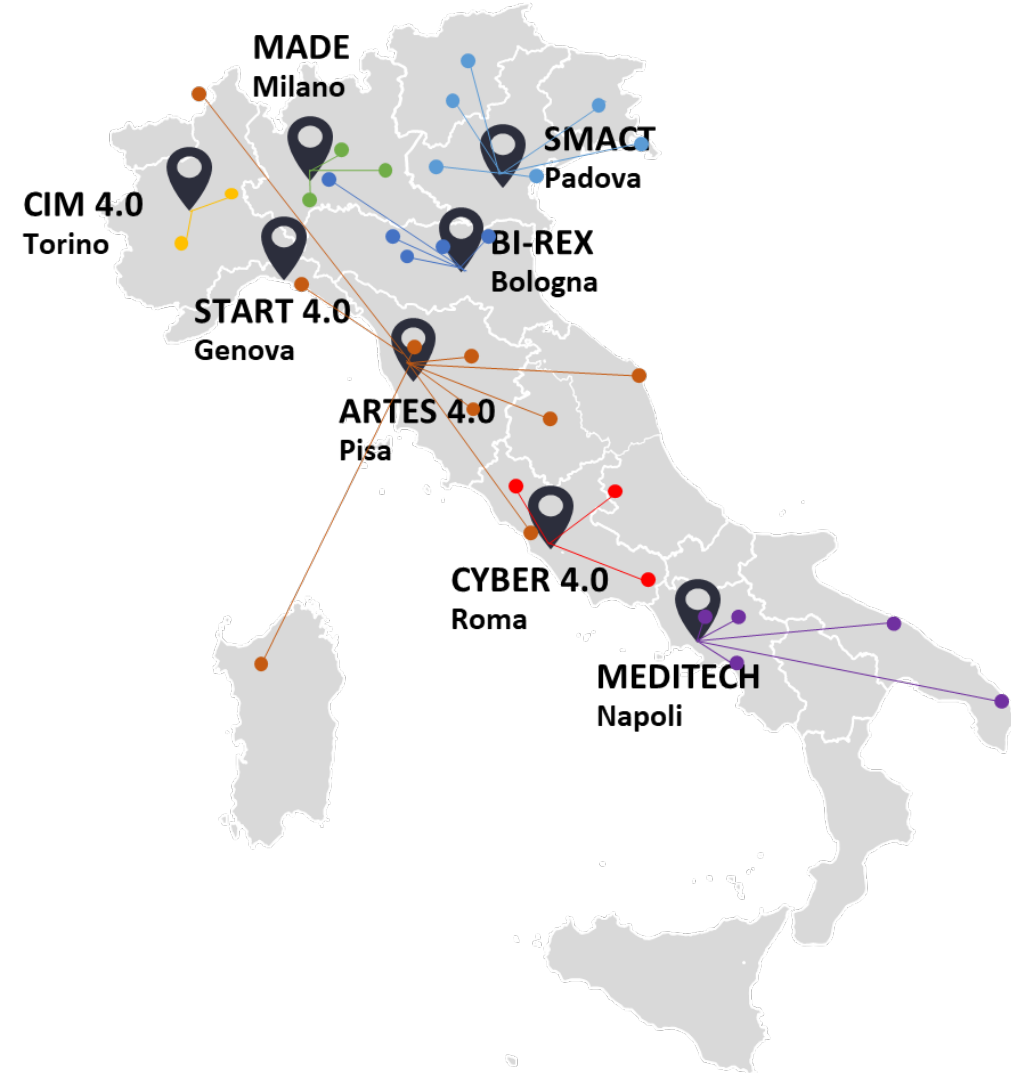 MADE
Milano
SMACT
Padova
CIM 4.0
Torino
BI-REX
Bologna
START 4.0
Genova
ARTES 4.0
Pisa
CYBER 4.0
Roma
MEDITECH
Napoli